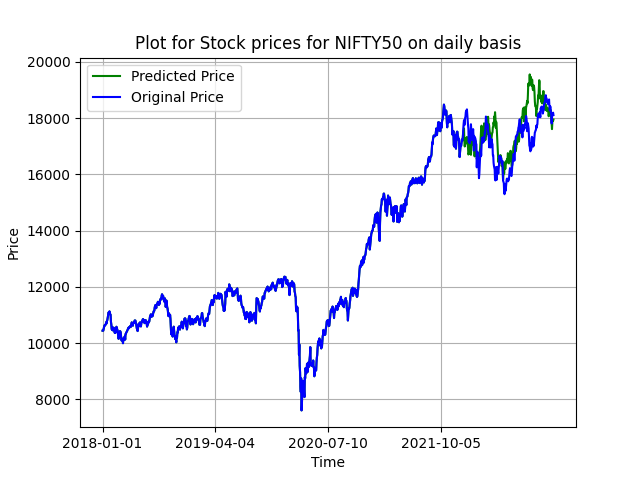 Plot for Stock prices for NIFTY50 on daily basis
Predicted Price
Original Price
20000
18000
16000
14000
12000
10000
8000
Price
2018-01-01 2019-04-04 2020-07-10 2021-10-05
Time